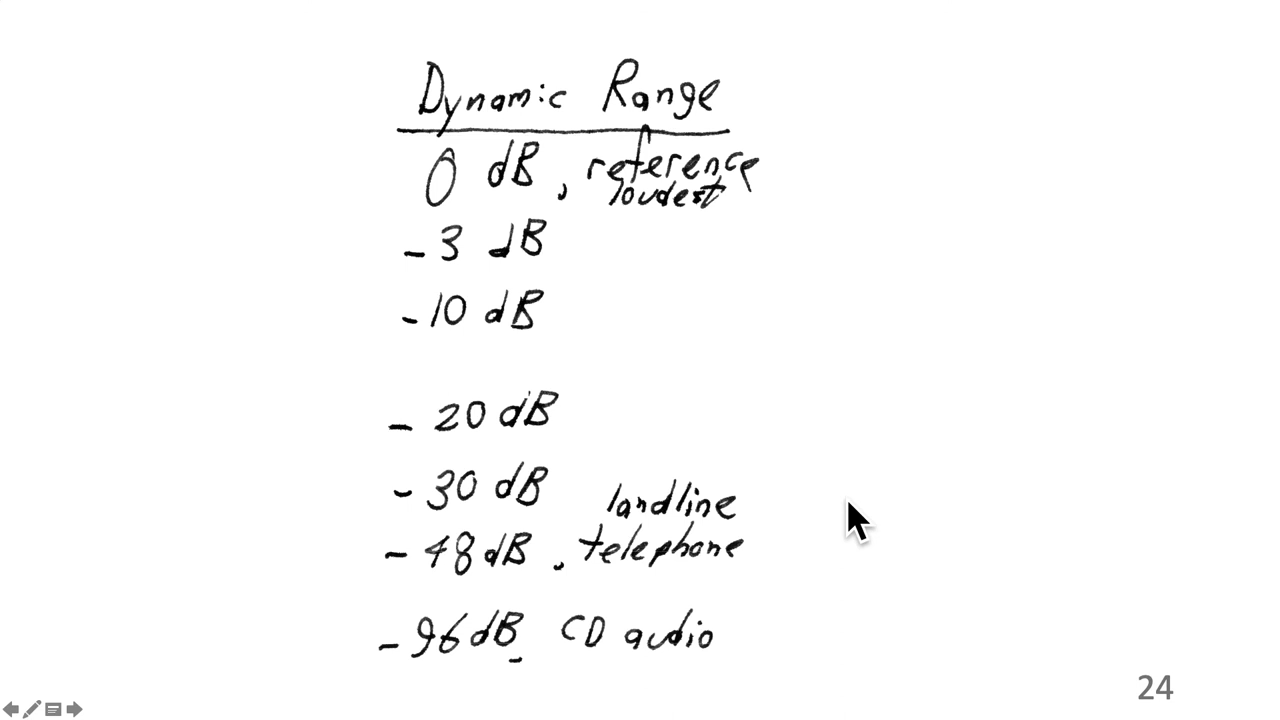 Dynamic Range
0 dB, reference
loudest
-3 dB
-10 dB
-20 dB
-30 dB
landline
-48 dB, telephone
-96 dB CD audio
24